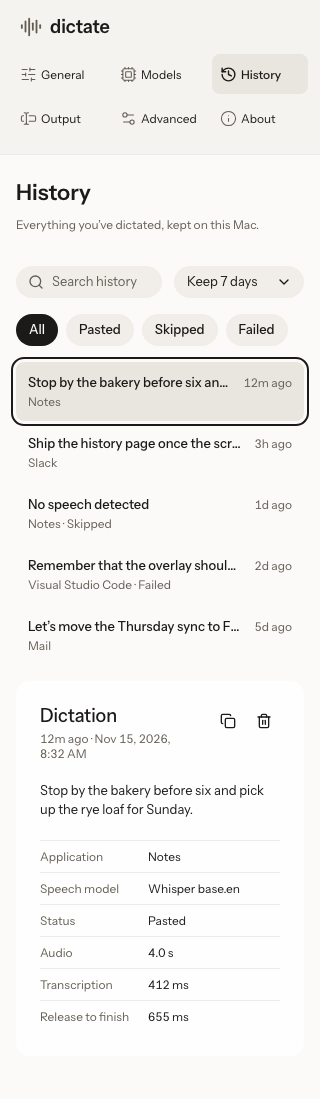 dictate
General
Models
History
Output
Advanced
About
History
Everything you’ve dictated, kept on this Mac.
Search history
Keep 7 days
All
Pasted
Skipped
Failed
Stop by the bakery before six an...
12m ago
Notes
Ship the history page once the scr...
3h ago
Slack
No speech detected
1d ago
Notes · Skipped
Remember that the overlay shoul...
2d ago
Visual Studio Code · Failed
Let’s move the Thursday sync to F...
5d ago
Mail
Dictation
12m ago · Nov 15, 2026,
8:32 AM
Stop by the bakery before six and pick
up the rye loaf for Sunday.
Application Notes
Speech model Whisper base.en
Status Pasted
Audio 4.0 s
Transcription 412 ms
Release to finish 655 ms